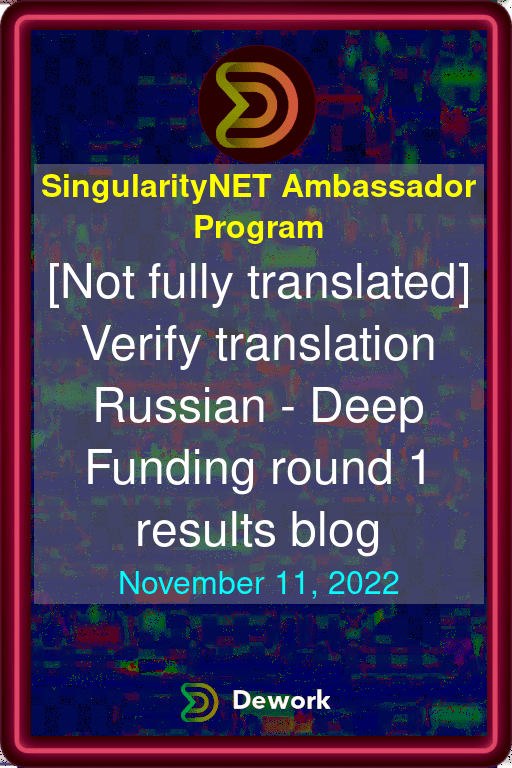 SingularityNET Ambassador
Program
[Not fully translated]
Verify translation
Russian - Deep
Funding round 1
results blog
November 11, 2022
Dework